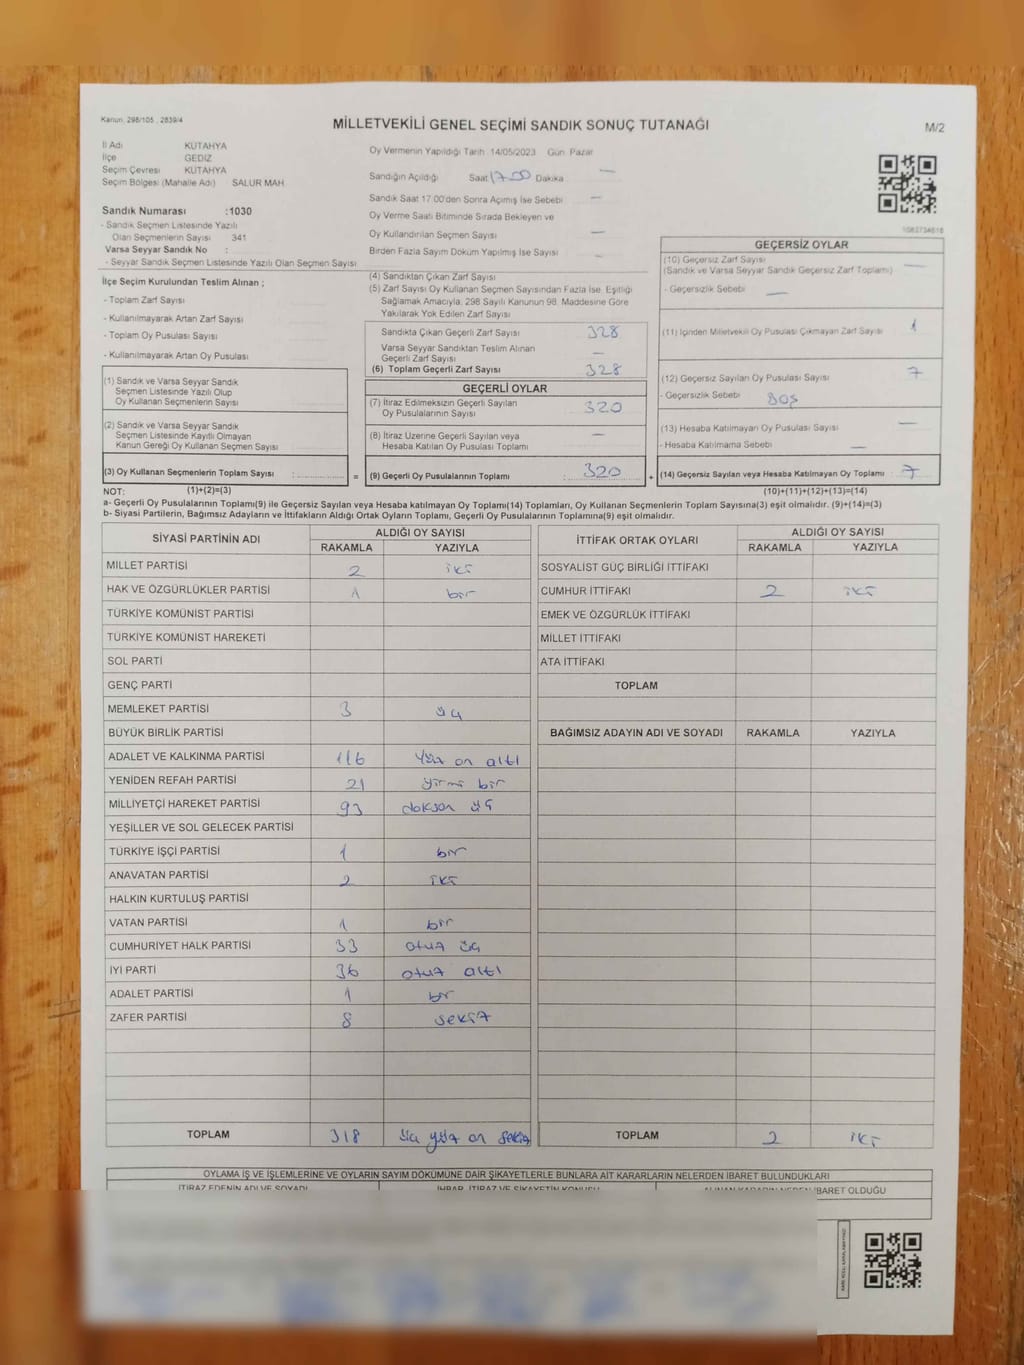 Kanun, 298/105 , 2839/4
MİLLETVEKİLİ GENEL SEÇİMİ SANDIK SONUÇ TUTANAĞI
M/2
İl Adı KÜTAHYA
İlçe GEDİZ
Seçim Çevresi KÜTAHYA
Seçim Bölgesi (Mahalle Adı) SALUR MAH.
Sandık Numarası :1030
- Sandık Seçmen Listesinde Yazılı
Olan Seçmenlerin Sayısı 341
Varsa Seyyar Sandık No :
- Seyyar Sandık Seçmen Listesinde Yazılı Olan Seçmen Sayısı
İlçe Seçim Kurulundan Teslim Alınan ;
- Toplam Zarf Sayısı
- Kullanılmayarak Artan Zarf Sayısı
- Toplam Oy Pusulası Sayısı
- Kullanılmayarak Artan Oy Pusulası
(1) Sandık ve Varsa Seyyar Sandık
Seçmen Listesinde Yazılı Olup
Oy Kullanan Seçmenlerin Sayısı
(2) Sandık ve Varsa Seyyar Sandık
Seçmen Listesinde Kayıtlı Olmayan
Kanun Gereği Oy Kullanan Seçmen Sayısı
(3) Oy Kullanan Seçmenlerin Toplam Sayısı :
Oy Vermenin Yapıldığı Tarih 14/05/2023 Gün Pazar
Sandığın Açıldığı Saat 17.00 Dakika —
Sandık Saat 17:00'den Sonra Açılmış İse Sebebi —
Oy Verme Saati Bitiminde Sırada Bekleyen ve
Oy Kullandırılan Seçmen Sayısı —
Birden Fazla Sayım Döküm Yapılmış İse Sayısı —
(4) Sandıktan Çıkan Zarf Sayısı
(5) Zarf Sayısı Oy Kullanan Seçmen Sayısından Fazla İse, Eşitliği
Sağlamak Amacıyla, 298 Sayılı Kanunun 98. Maddesine Göre
Yakılarak Yok Edilen Zarf Sayısı
Sandıkta Çıkan Geçerli Zarf Sayısı 328
Varsa Seyyar Sandıktan Teslim Alınan
Geçerli Zarf Sayısı —
(6) Toplam Geçerli Zarf Sayısı 328
GEÇERLİ OYLAR
(7) İtiraz Edilmeksizin Geçerli Sayılan
Oy Pusulalarının Sayısı 320
(8) İtiraz Üzerine Geçerli Sayılan veya
Hesaba Katılan Oy Pusulaları Toplamı —
= (9) Geçerli Oy Pusulalarının Toplamı : 320 +
1082734818
GEÇERSİZ OYLAR
(10) Geçersiz Zarf Sayısı —
(Sandık ve Varsa Seyyar Sandık Geçersiz Zarf Toplamı)
- Geçersizlik Sebebi —
(11) İçinden Milletvekili Oy Pusulası Çıkmayan Zarf Sayısı 1
(12) Geçersiz Sayılan Oy Pusulası Sayısı 7
- Geçersizlik Sebebi BOŞ
(13) Hesaba Katılmayan Oy Pusulası Sayısı —
- Hesaba Katılmama Sebebi —
(14) Geçersiz Sayılan veya Hesaba Katılmayan Oy Toplamı : 7
NOT: (1)+(2)=(3) (10)+(11)+(12)+(13)=(14)
a- Geçerli Oy Pusulalarının Toplamı(9) ile Geçersiz Sayılan veya Hesaba katılmayan Oy Toplamı(14) Toplamları, Oy Kullanan Seçmenlerin Toplam Sayısına(3) eşit olmalıdır. (9)+(14)=(3)
b- Siyasi Partilerin, Bağımsız Adayların ve İttifakların Aldığı Ortak Oyların Toplamı, Geçerli Oy Pusulalarının Toplamına(9) eşit olmalıdır.
SİYASİ PARTİNİN ADI ALDIĞI OY SAYISI
RAKAMLA YAZIYLA
MİLLET PARTİSİ 2 iki
HAK VE ÖZGÜRLÜKLER PARTİSİ 1 bir
TÜRKİYE KOMÜNİST PARTİSİ
TÜRKİYE KOMÜNİST HAREKETİ
SOL PARTİ
GENÇ PARTİ
MEMLEKET PARTİSİ 3 üç
BÜYÜK BİRLİK PARTİSİ
ADALET VE KALKINMA PARTİSİ 116 yüz on altı
YENİDEN REFAH PARTİSİ 21 yirmi bir
MİLLİYETÇİ HAREKET PARTİSİ 93 doksan üç
YEŞİLLER VE SOL GELECEK PARTİSİ
TÜRKİYE İŞÇİ PARTİSİ 1 bir
ANAVATAN PARTİSİ 2 iki
HALKIN KURTULUŞ PARTİSİ
VATAN PARTİSİ 1 bir
CUMHURİYET HALK PARTİSİ 33 otuz üç
İYİ PARTİ 36 otuz altı
ADALET PARTİSİ 1 bir
ZAFER PARTİSİ 8 sekiz
TOPLAM 318 üç yüz on sekiz
İTTİFAK ORTAK OYLARI ALDIĞI OY SAYISI
RAKAMLA YAZIYLA
SOSYALİST GÜÇ BİRLİĞİ İTTİFAKI
CUMHUR İTTİFAKI 2 iki
EMEK VE ÖZGÜRLÜK İTTİFAKI
MİLLET İTTİFAKI
ATA İTTİFAKI
TOPLAM
BAĞIMSIZ ADAYIN ADI VE SOYADI RAKAMLA YAZIYLA
TOPLAM 2 iki
OYLAMA İŞ VE İŞLEMLERİNE VE OYLARIN SAYIM DÖKÜMÜNE DAİR ŞİKAYETLERLE BUNLARA AİT KARARLARIN NELERDEN İBARET BULUNDUKLARI
İTİRAZ EDENİN ADI VE SOYADI İHBAR, İTİRAZ VE ŞİKAYETİN KONUSU ALINAN KARARIN NEDEN İBARET OLDUĞU